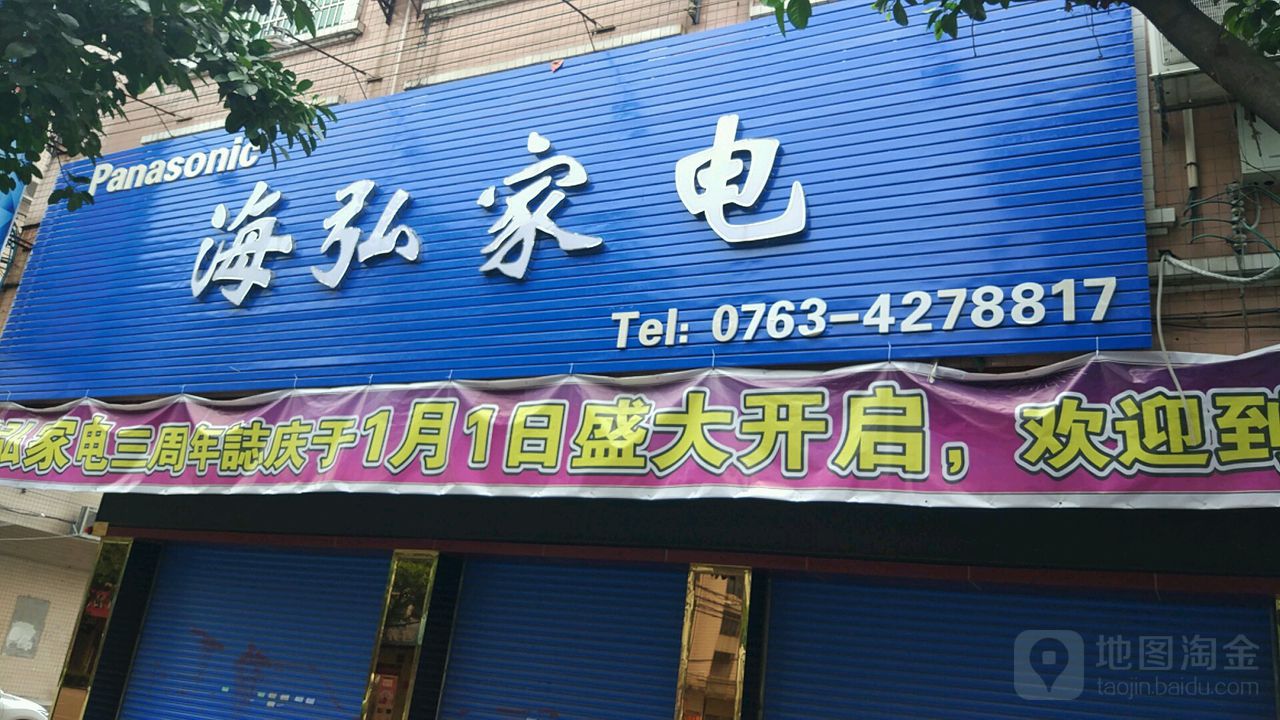 Panasonic
海弘家电
Tel: 0763-4278817
弘家电三周年誌庆于1月1日盛大开启，欢迎到
地图淘金
taojin.baidu.com